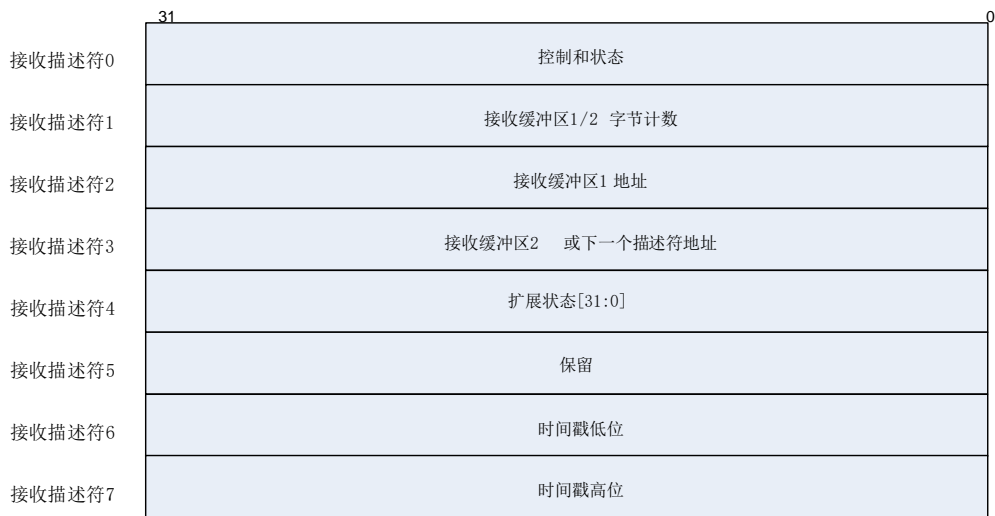 31 0
接收描述符0 控制和状态
接收描述符1 接收缓冲区1/2 字节计数
接收描述符2 接收缓冲区1 地址
接收描述符3 接收缓冲区2 或下一个描述符地址
接收描述符4 扩展状态[31:0]
接收描述符5 保留
接收描述符6 时间戳低位
接收描述符7 时间戳高位